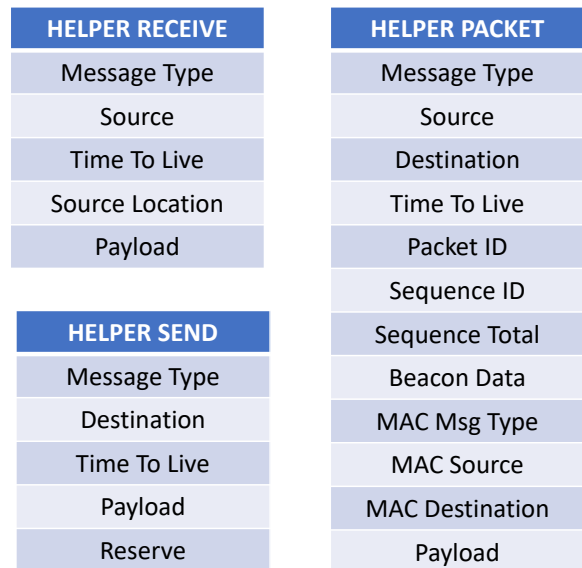 HELPER RECEIVE
Message Type
Source
Time To Live
Source Location
Payload
HELPER SEND
Message Type
Destination
Time To Live
Payload
Reserve
HELPER PACKET
Message Type
Source
Destination
Time To Live
Packet ID
Sequence ID
Sequence Total
Beacon Data
MAC Msg Type
MAC Source
MAC Destination
Payload